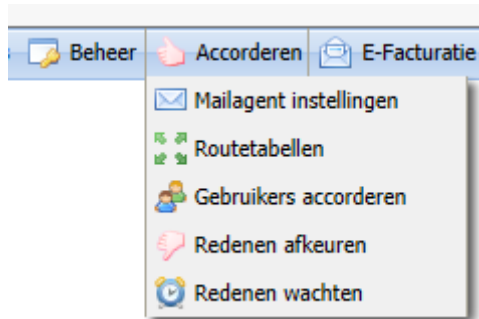 Beheer Accorderen E-Facturatie
Mailagent instellingen
Routetabellen
Gebruikers accorderen
Redenen afkeuren
Redenen wachten